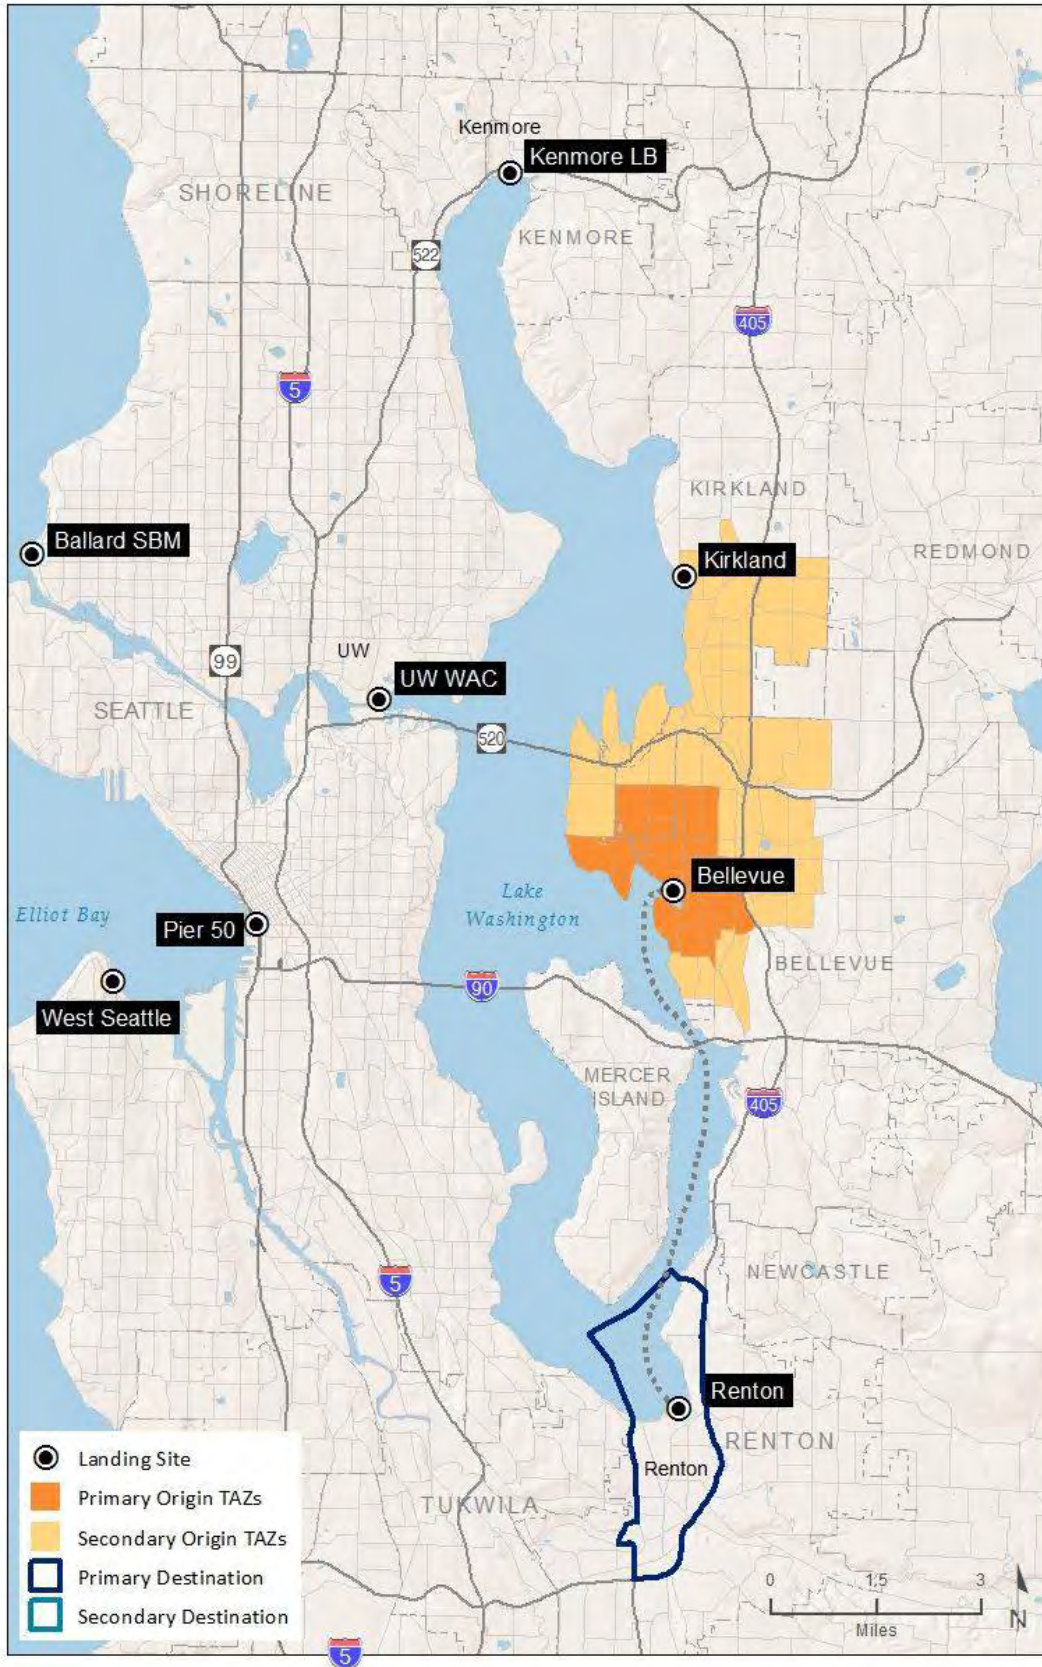 Kenmore
Kenmore LB
SHORELINE
KENMORE
522
405
5
KIRKLAND
Ballard SBM
REDMOND
Kirkland
99
UW
UW WAC
SEATTLE
520
Bellevue
Lake
Washington
Elliot Bay
Pier 50
BELLEVUE
90
West Seattle
MERCER
ISLAND
405
5
NEWCASTLE
Renton
RENTON
Renton
TUKWILA
Landing Site
Primary Origin TAZs
Secondary Origin TAZs
Primary Destination
Secondary Destination
0 1.5 3
Miles
N
5